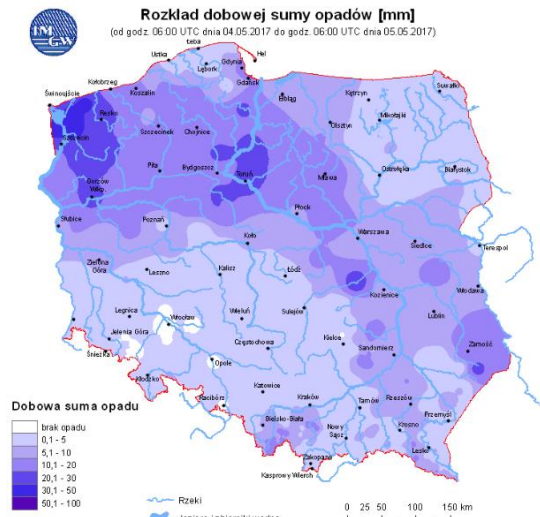 IM
GW
Rozkład dobowej sumy opadów [mm]
(od godz. 06:00 UTC dnia 04.05.2017 do godz. 06:00 UTC dnia 05.05.2017)
Łeba
Ustka
Hel
Gdynia
Lębork
Gdańsk
Suwałki
Kołobrzeg
Koszalin
Elbląg
Kętrzyn
Świnoujście
Resko
Mikołajki
Szczecinek
Chojnice
Olsztyn
Szczecin
Piła
Bydgoszcz
Toruń
Mława
Ostrołęka
Białystok
Gorzów
Wlkp.
Płock
Słubice
Poznań
Koło
Warszawa
Siedlce
Terespol
Zielona
Góra
Leszno
Kalisz
Łódź
Kozienice
Włodawa
Legnica
Wrocław
Wieluń
Sulejów
Lublin
Jelenia Góra
Kielce
Zamość
Śnieżka
Częstochowa
Sandomierz
Kłodzko
Opole
Katowice
Racibórz
Kraków
Tarnów
Rzeszów
Przemyśl
Bielsko-Biała
Nowy
Sącz
Krosno
Lesko
Zakopane
Kasprowy Wierch
Dobowa suma opadu
brak opadu
0,1 - 5
5,1 - 10
10,1 - 20
20,1 - 30
30,1 - 50
50,1 - 100
Rzeki
0 25 50 100 150 km